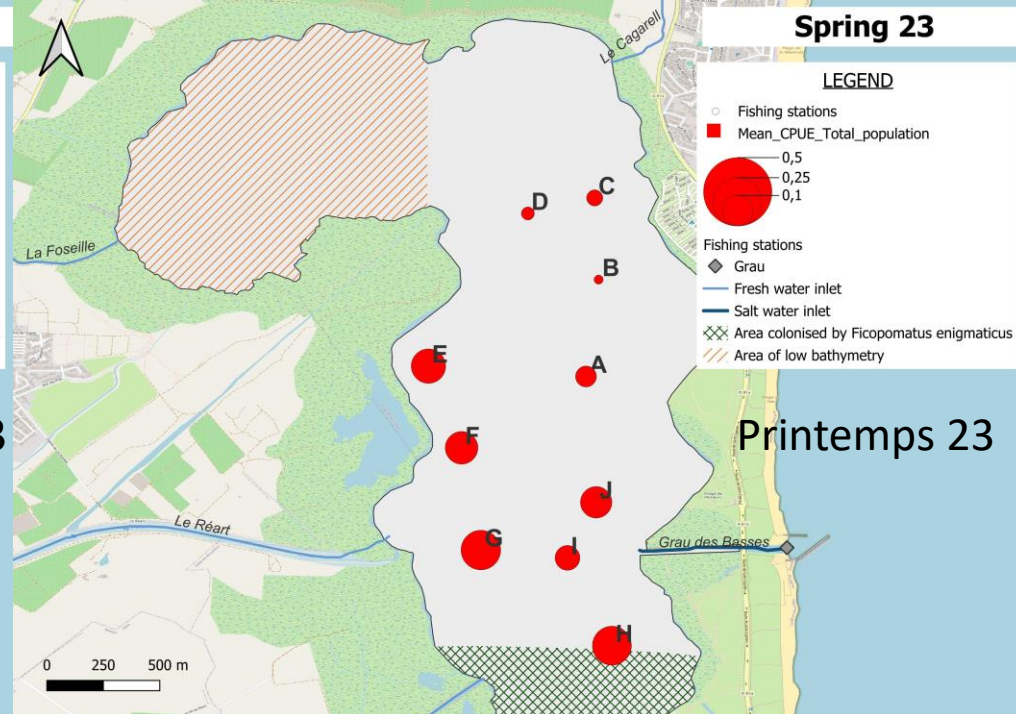 Spring 23
LEGEND
Fishing stations
Mean_CPUE_Total_population
0,5
0,25
0,1
Fishing stations
Grau
Fresh water inlet
Salt water inlet
Area colonised by Ficopomatus enigmaticus
Area of low bathymetry
Le Cagarell
C
D
La Foseille
B
E
A
3
F
Printemps 23
J
Le Réart
G
I
Grau des Basses
H
0 250 500 m